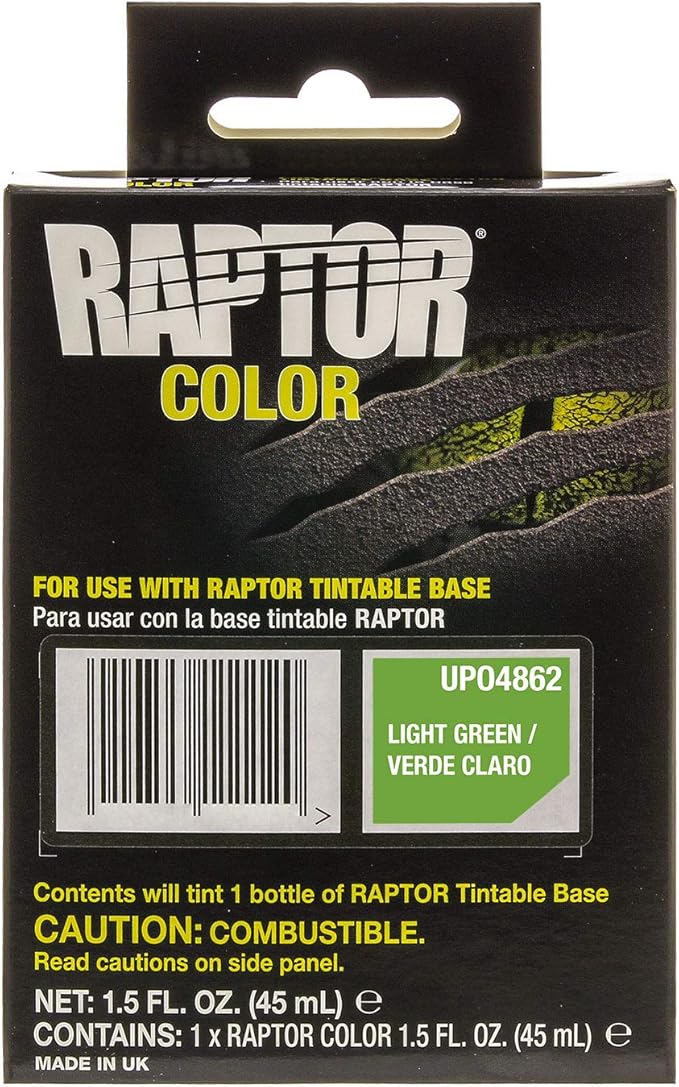 COLOR
RAPTOR®
COLOR
FOR USE WITH RAPTOR TINTABLE BASE
Para usar con la base tintable RAPTOR
UP04862
LIGHT GREEN /
VERDE CLARO
>
Contents will tint 1 bottle of RAPTOR Tintable Base
CAUTION: COMBUSTIBLE.
Read cautions on side panel.
NET: 1.5 FL. OZ. (45 mL) ℮
CONTAINS: 1 x RAPTOR COLOR 1.5 FL. OZ. (45 mL) ℮
MADE IN UK